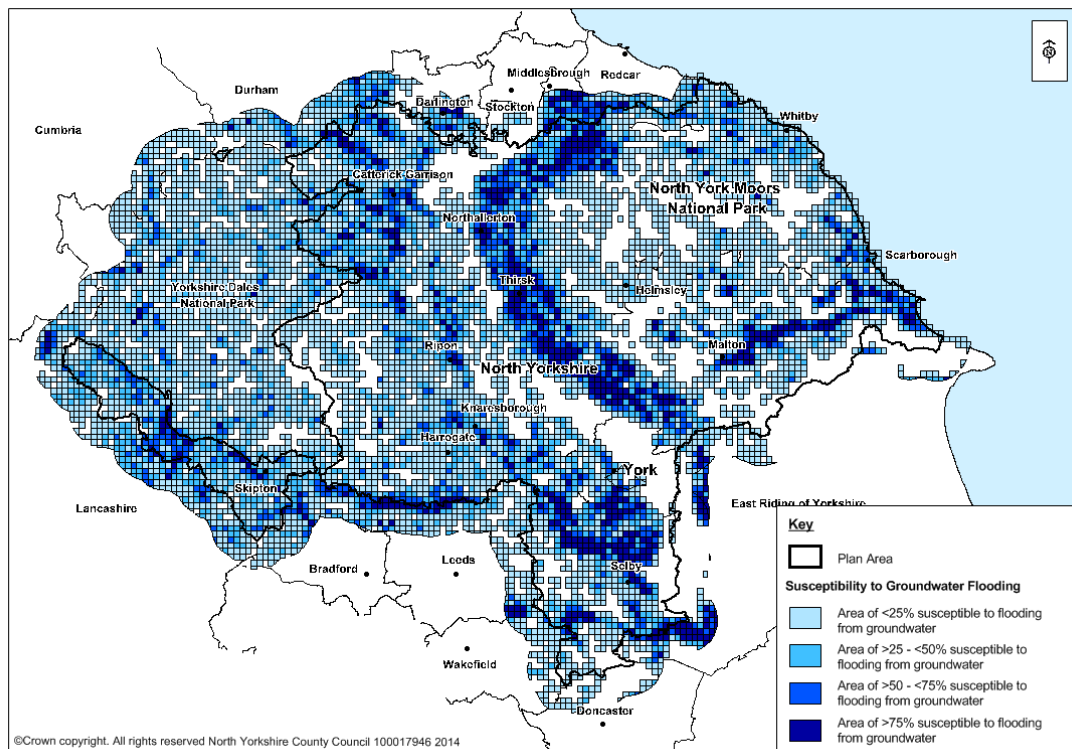 N
Middlesbrough
Redcar
Durham
Darlington
Stockton
Cumbria
Whitby
Catterick Garrison
North York Moors
National Park
Northallerton
Scarborough
Thirsk
Yorkshire Dales
National Park
Helmsley
Ripon
Malton
North Yorkshire
Knaresborough
Harrogate
York
Skipton
East Riding of Yorkshire
Lancashire
Selby
Bradford
Leeds
Wakefield
Doncaster
Key
Plan Area
Susceptibility to Groundwater Flooding
Area of <25% susceptible to flooding
from groundwater
Area of >25 - <50% susceptible to
flooding from groundwater
Area of >50 - <75% susceptible to
flooding from groundwater
Area of >75% susceptible to flooding
from groundwater
©Crown copyright. All rights reserved North Yorkshire County Council 100017946 2014